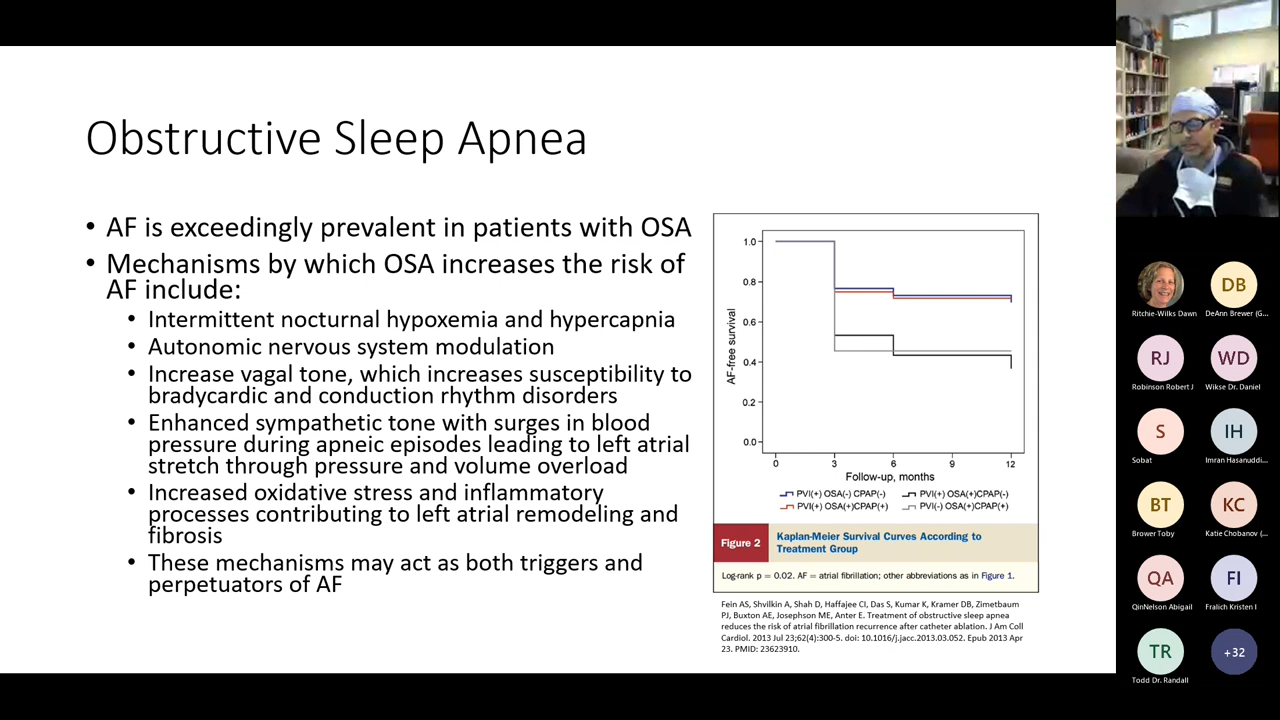 Obstructive Sleep Apnea
• AF is exceedingly prevalent in patients with OSA
• Mechanisms by which OSA increases the risk of
AF include:
• Intermittent nocturnal hypoxemia and hypercapnia
• Autonomic nervous system modulation
• Increase vagal tone, which increases susceptibility to
bradycardic and conduction rhythm disorders
• Enhanced sympathetic tone with surges in blood
pressure during apneic episodes leading to left atrial
stretch through pressure and volume overload
• Increased oxidative stress and inflammatory
processes contributing to left atrial remodeling and
fibrosis
• These mechanisms may act as both triggers and
perpetuators of AF
AF-free survival
1.0
0.8
0.6
0.4
0.2
0.0
0 3 6 9 12
Follow-up, months
PVI(+) OSA(-) CPAP(-) PVI(+) OSA(+)CPAP(-)
PVI(+) OSA(+)CPAP(+) PVI(-) OSA(+)CPAP(+)
Figure 2
Kaplan-Meier Survival Curves According to
Treatment Group
Log-rank p = 0.02. AF = atrial fibrillation; other abbreviations as in Figure 1.
Fein AS, Shvilkin A, Shah D, Haffajee CI, Das S, Kumar K, Kramer DB, Zimetbaum
PJ, Buxton AE, Josephson ME, Anter E. Treatment of obstructive sleep apnea
reduces the risk of atrial fibrillation recurrence after catheter ablation. J Am Coll
Cardiol. 2013 Jul 23;62(4):300-5. doi: 10.1016/j.jacc.2013.03.052. Epub 2013 Apr
23. PMID: 23623910.
DB
Ritchie-Wilks Dawn DeAnn Brewer (G...
RJ WD
Robinson Robert J Wikse Dr. Daniel
S IH
Sobat Imran Hasanuddi...
BT KC
Brower Toby Katie Chobanov (...
QA FI
QinNelson Abigail Fralich Kristen I
TR +32
Todd Dr. Randall